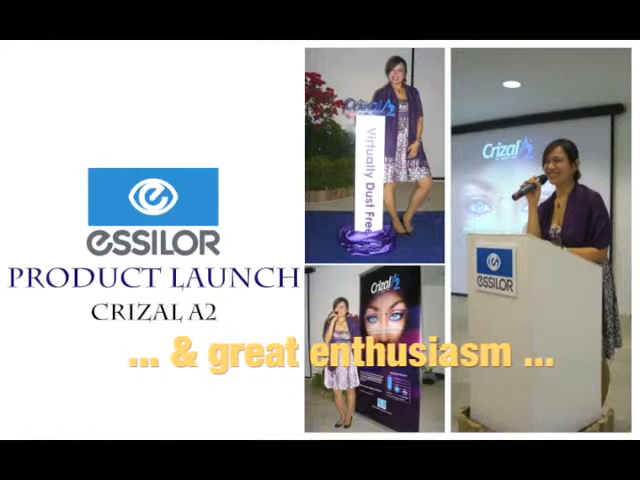 essilor
PRODUCT LAUNCH
CRIZAL A2
... & great enthusiasm ...
Crizal A2
Virtually Dust Free
Crizal A2
Crizal A2
essilor